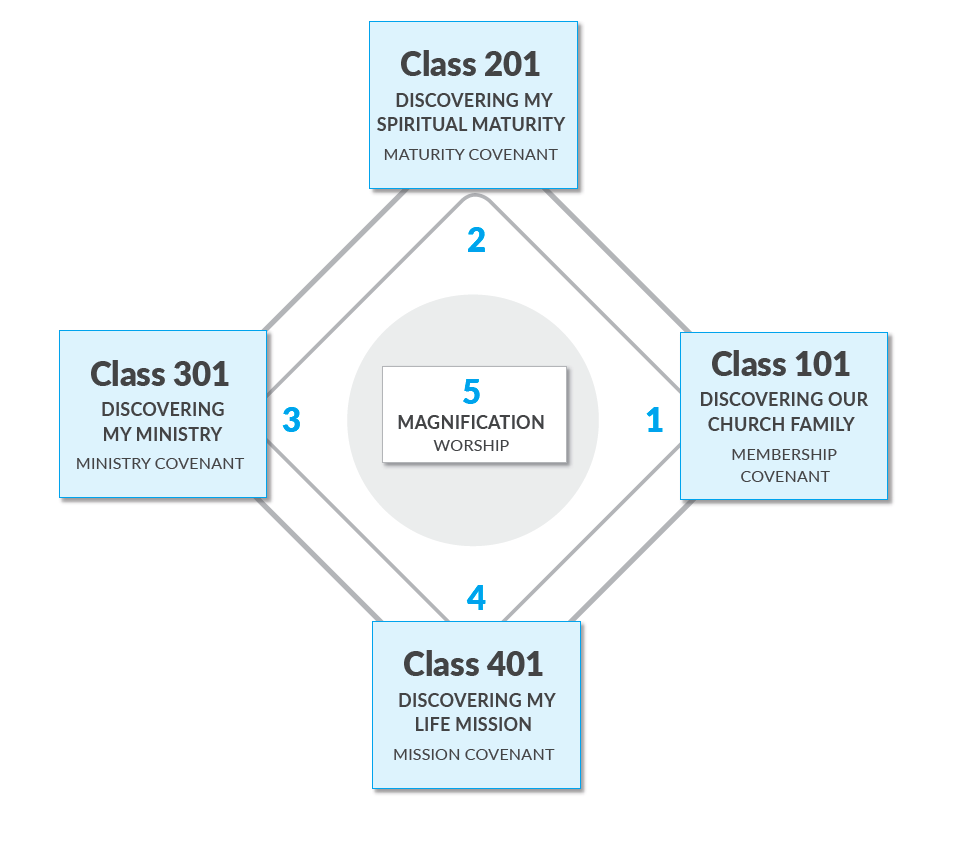 Class 201
DISCOVERING MY
SPIRITUAL MATURITY
MATURITY COVENANT
2
Class 301
DISCOVERING
MY MINISTRY
MINISTRY COVENANT
3
5
MAGNIFICATION
WORSHIP
1
Class 101
DISCOVERING OUR
CHURCH FAMILY
MEMBERSHIP
COVENANT
4
Class 401
DISCOVERING MY
LIFE MISSION
MISSION COVENANT